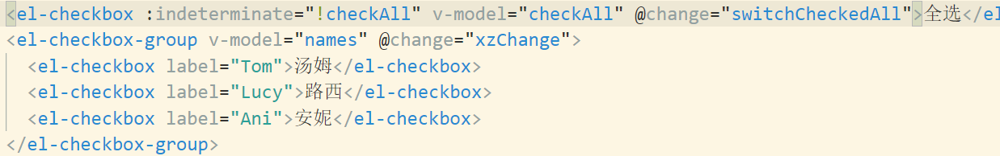 <el-checkbox :indeterminate="!checkAll" v-model="checkAll" @change="switchCheckedAll">全选</el
<el-checkbox-group v-model="names" @change="xzChange">
<el-checkbox label="Tom">汤姆</el-checkbox>
<el-checkbox label="Lucy">路西</el-checkbox>
<el-checkbox label="Ani">安妮</el-checkbox>
</el-checkbox-group>